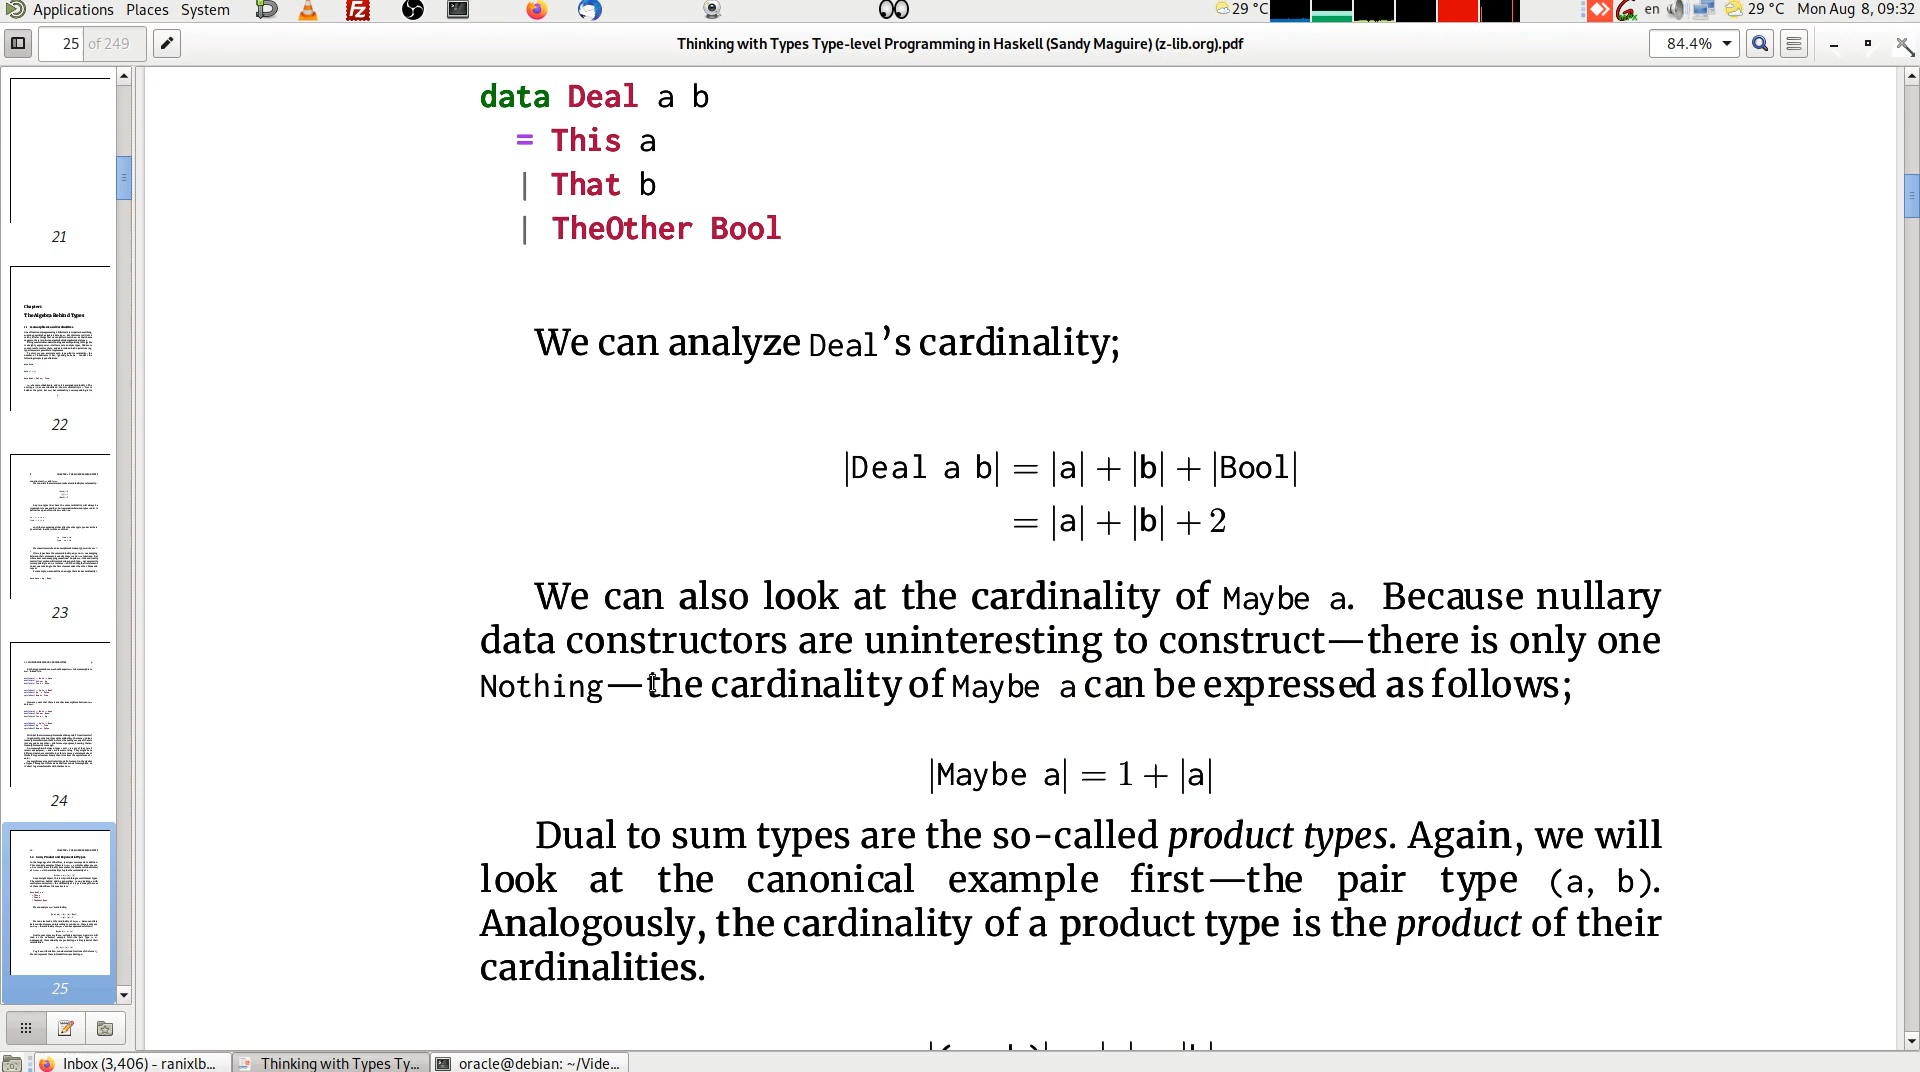 Applications Places System
29 °C
en
29 °C Mon Aug 8, 09:32
25 of 249
Thinking with Types Type-level Programming in Haskell (Sandy Maguire) (z-lib.org).pdf
84.4%
21
22
23
24
25
data Deal a b
= This a
| That b
| TheOther Bool
We can analyze Deal’s cardinality;
|Deal a b| = |a| + |b| + |Bool|
= |a| + |b| + 2
We can also look at the cardinality of Maybe a. Because nullary
data constructors are uninteresting to construct—there is only one
Nothing—the cardinality of Maybe a can be expressed as follows;
|Maybe a| = 1 + |a|
Dual to sum types are the so-called product types. Again, we will
look at the canonical example first—the pair type (a, b).
Analogously, the cardinality of a product type is the product of their
cardinalities.
Inbox (3,406) - ranixlb...
Thinking with Types Ty...
oracle@debian: ~/Vide...